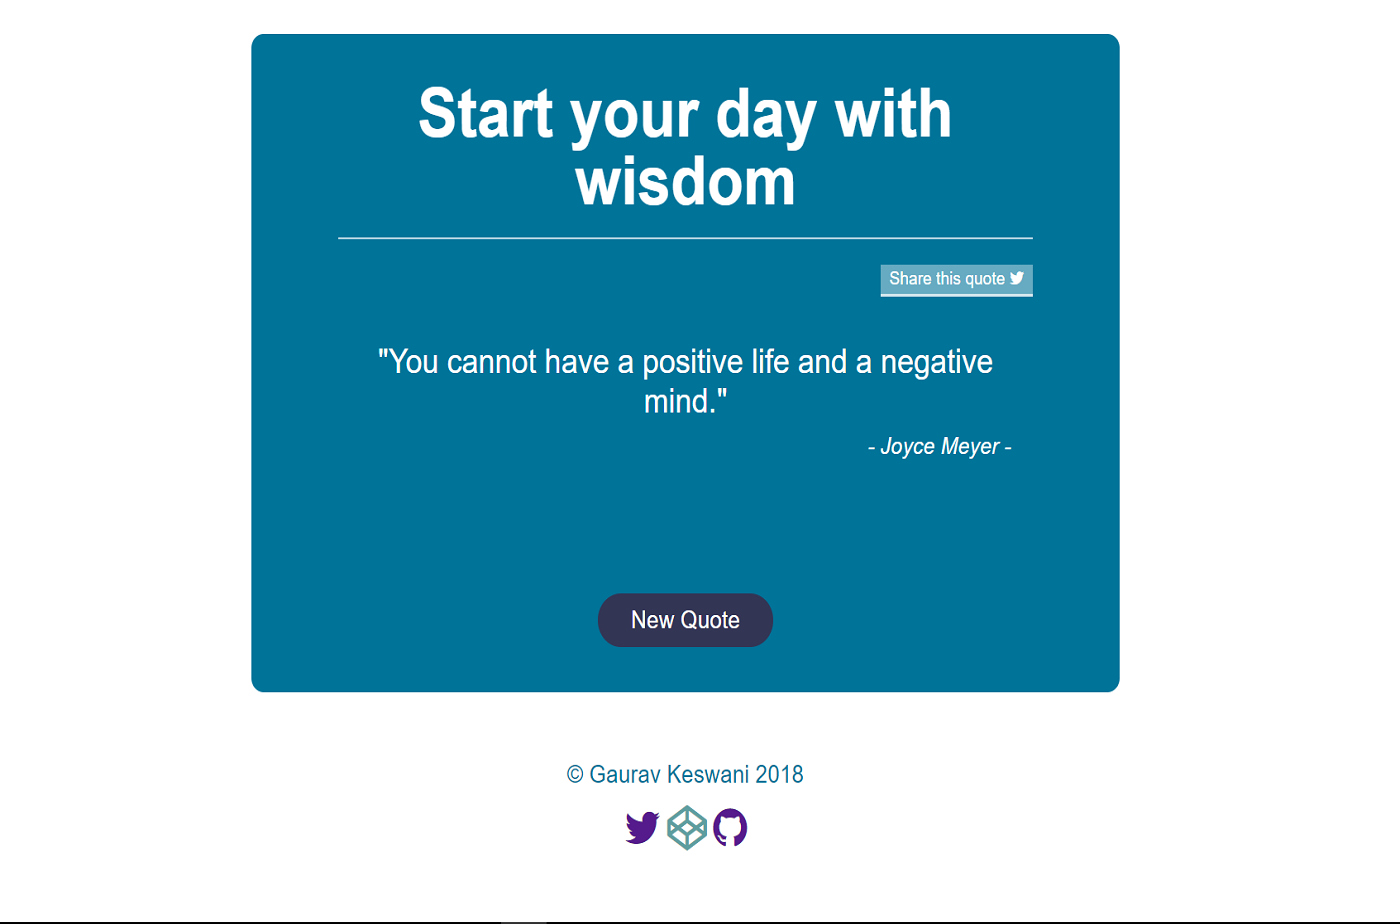 Start your day with
wisdom
Share this quote
"You cannot have a positive life and a negative
mind."
- Joyce Meyer -
New Quote
© Gaurav Keswani 2018